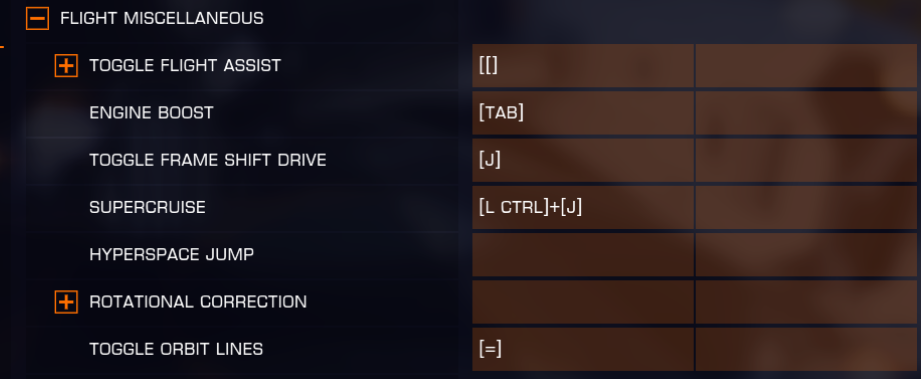 FLIGHT MISCELLANEOUS
TOGGLE FLIGHT ASSIST [[]
ENGINE BOOST [TAB]
TOGGLE FRAME SHIFT DRIVE [J]
SUPERCRUISE [L CTRL]+[J]
HYPERSPACE JUMP
ROTATIONAL CORRECTION
TOGGLE ORBIT LINES [=]